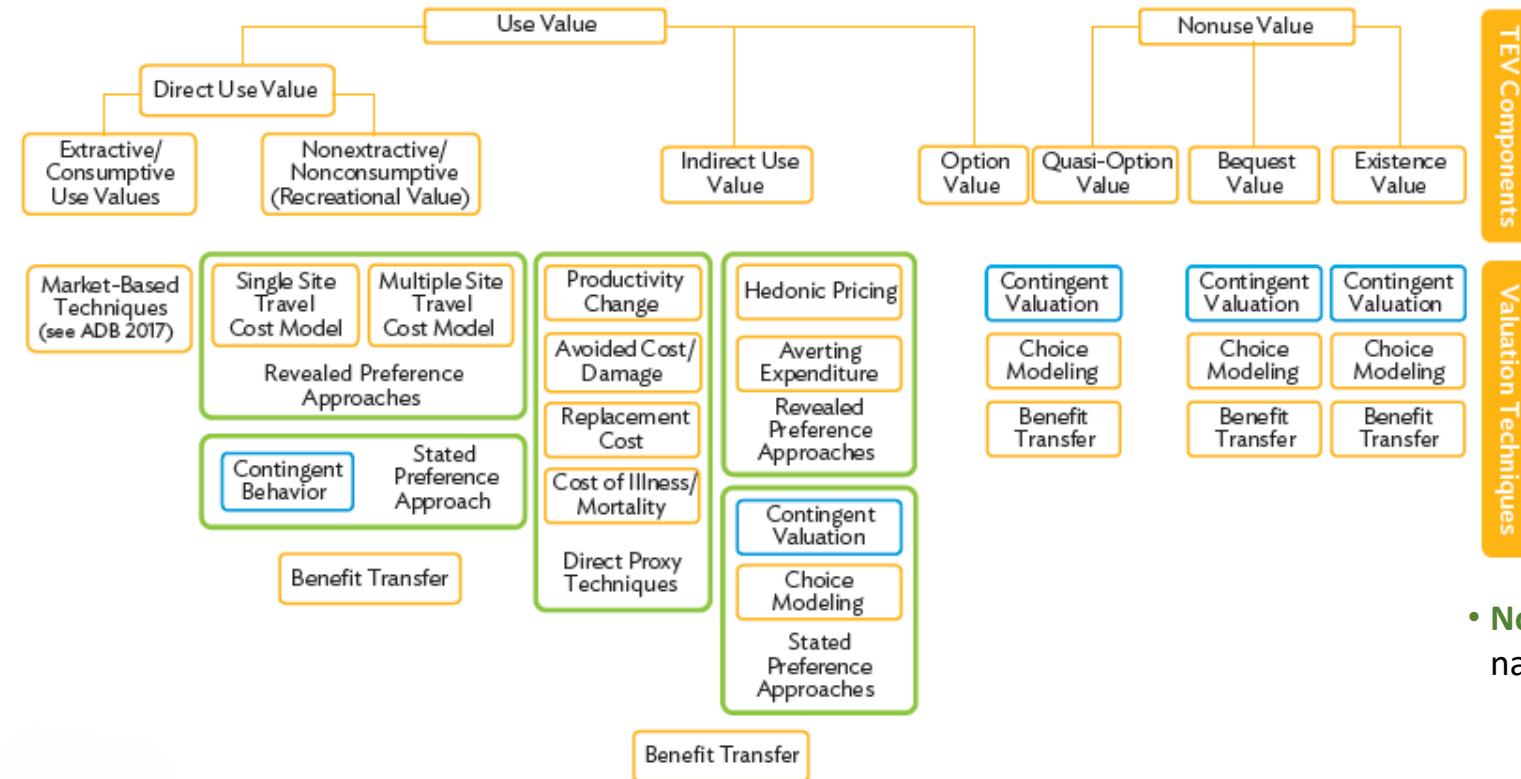 Use Value
Nonuse Value
TEV Components
Direct Use Value
Extractive/
Consumptive
Use Values
Nonextractive/
Nonconsumptive
(Recreational Value)
Indirect Use
Value
Option
Value
Quasi-Option
Value
Bequest
Value
Existence
Value
Valuation Techniques
Market-Based
Techniques
(see ADB 2017)
Single Site
Travel
Cost Model
Multiple Site
Travel
Cost Model
Revealed Preference
Approaches
Contingent
Behavior
Stated
Preference
Approach
Benefit Transfer
Productivity
Change
Avoided Cost/
Damage
Replacement
Cost
Cost of Illness/
Mortality
Direct Proxy
Techniques
Hedonic Pricing
Averting
Expenditure
Revealed
Preference
Approaches
Contingent
Valuation
Choice
Modeling
Stated
Preference
Approaches
Benefit Transfer
Contingent
Valuation
Choice
Modeling
Benefit
Transfer
Contingent
Valuation
Choice
Modeling
Benefit
Transfer
Contingent
Valuation
Choice
Modeling
Benefit
Transfer